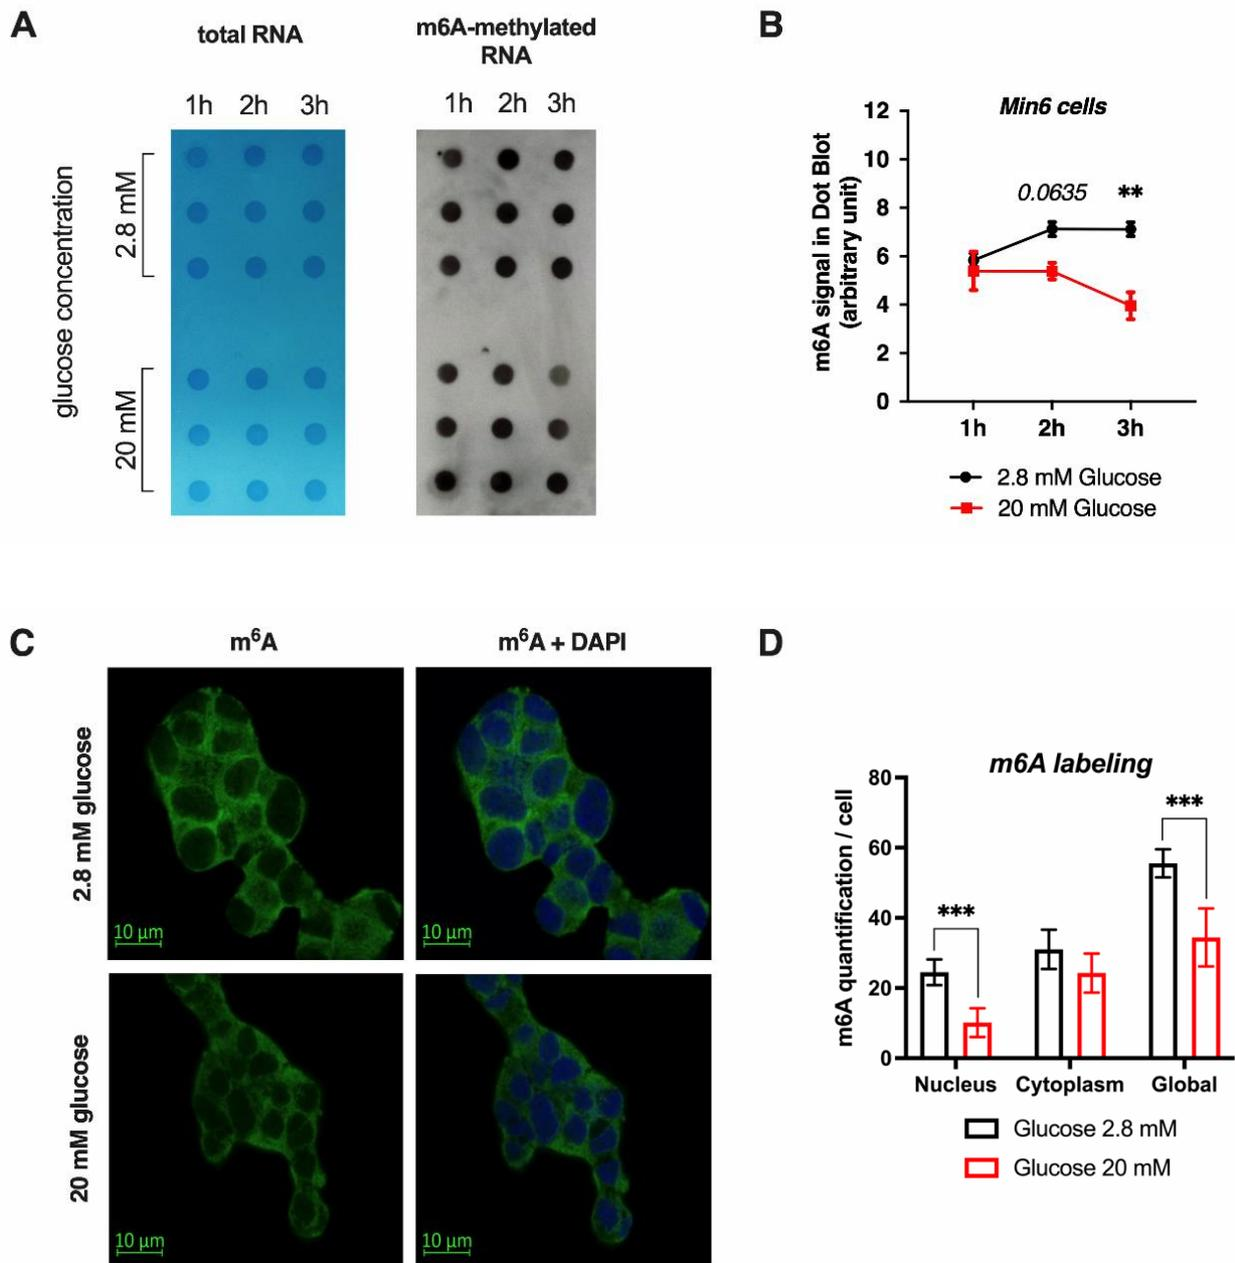 A
total RNA
m6A-methylated
RNA
1h 2h 3h
1h 2h 3h
glucose concentration
2.8 mM
20 mM
B
Min6 cells
m6A signal in Dot Blot
(arbitrary unit)
12
10
8
6
4
2
0
0.0635
**
1h 2h 3h
2.8 mM Glucose
20 mM Glucose
C
m⁶A
m⁶A + DAPI
2.8 mM glucose
10 µm
10 µm
20 mM glucose
10 µm
10 µm
D
m6A labeling
m6A quantification / cell
80
60
40
20
0
***
***
Nucleus Cytoplasm Global
Glucose 2.8 mM
Glucose 20 mM